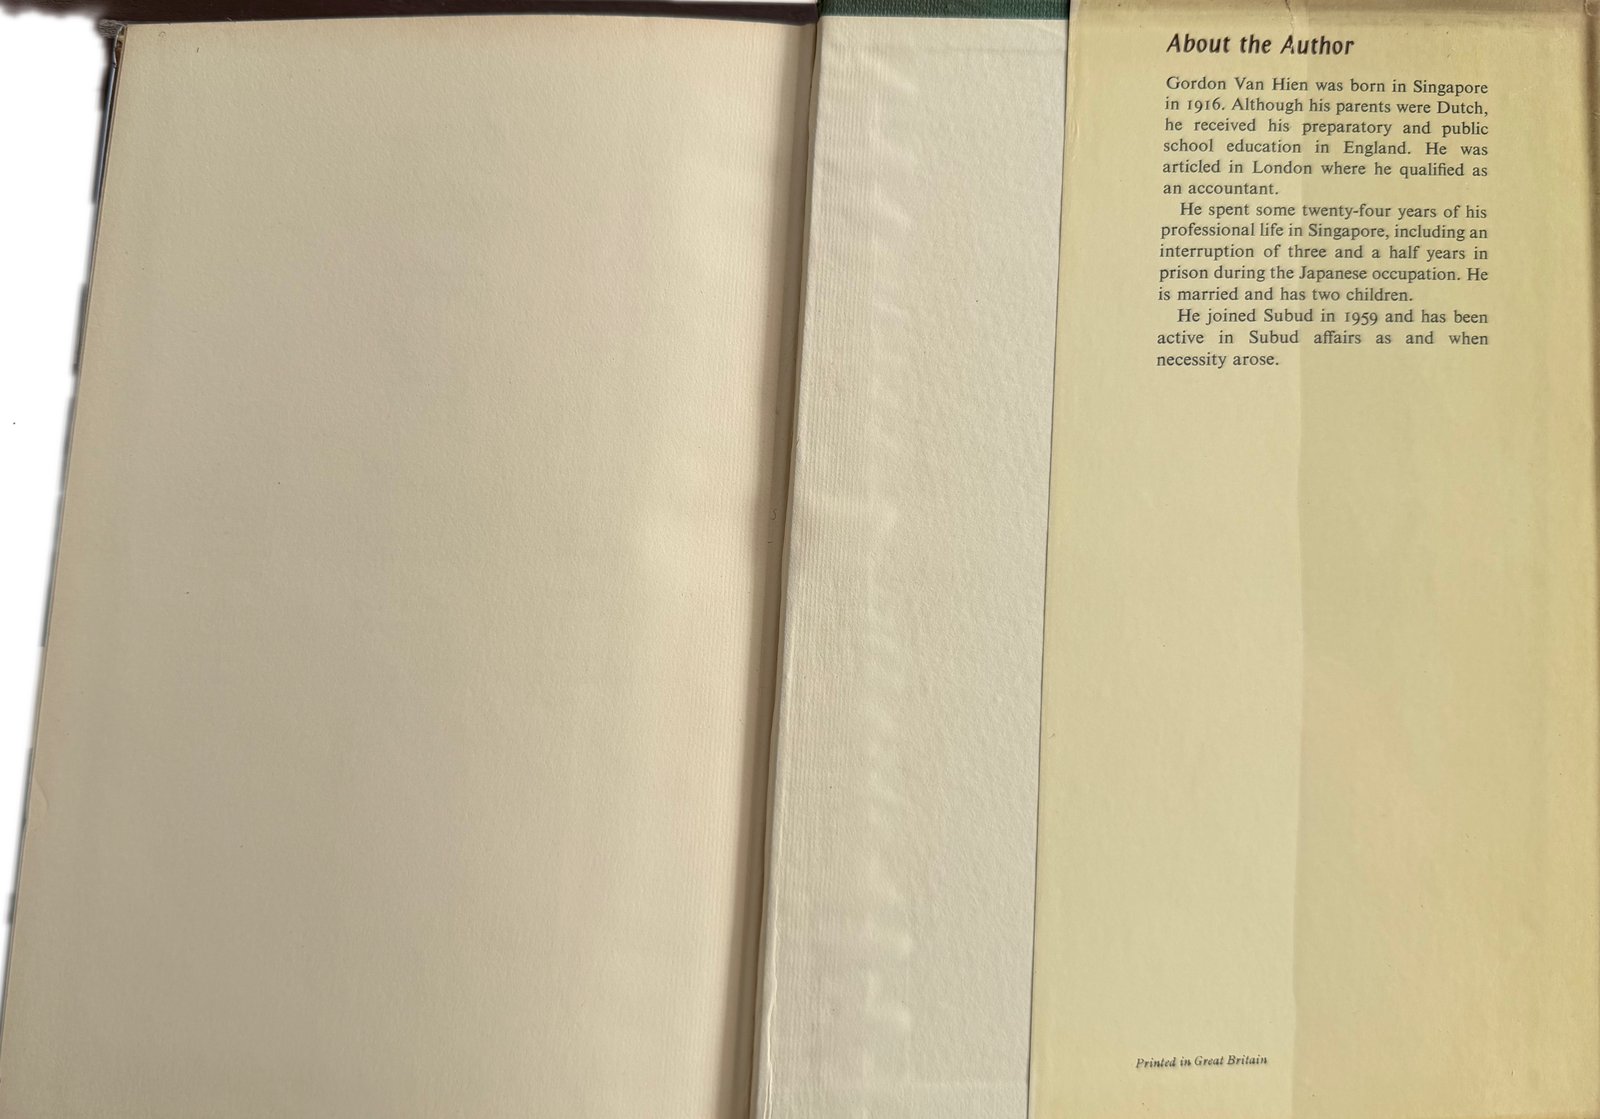 About the Author
Gordon Van Hien was born in Singapore
in 1916. Although his parents were Dutch,
he received his preparatory and public
school education in England. He was
articled in London where he qualified as
an accountant.
He spent some twenty-four years of his
professional life in Singapore, including an
interruption of three and a half years in
prison during the Japanese occupation. He
is married and has two children.
He joined Subud in 1959 and has been
active in Subud affairs as and when
necessity arose.
Printed in Great Britain